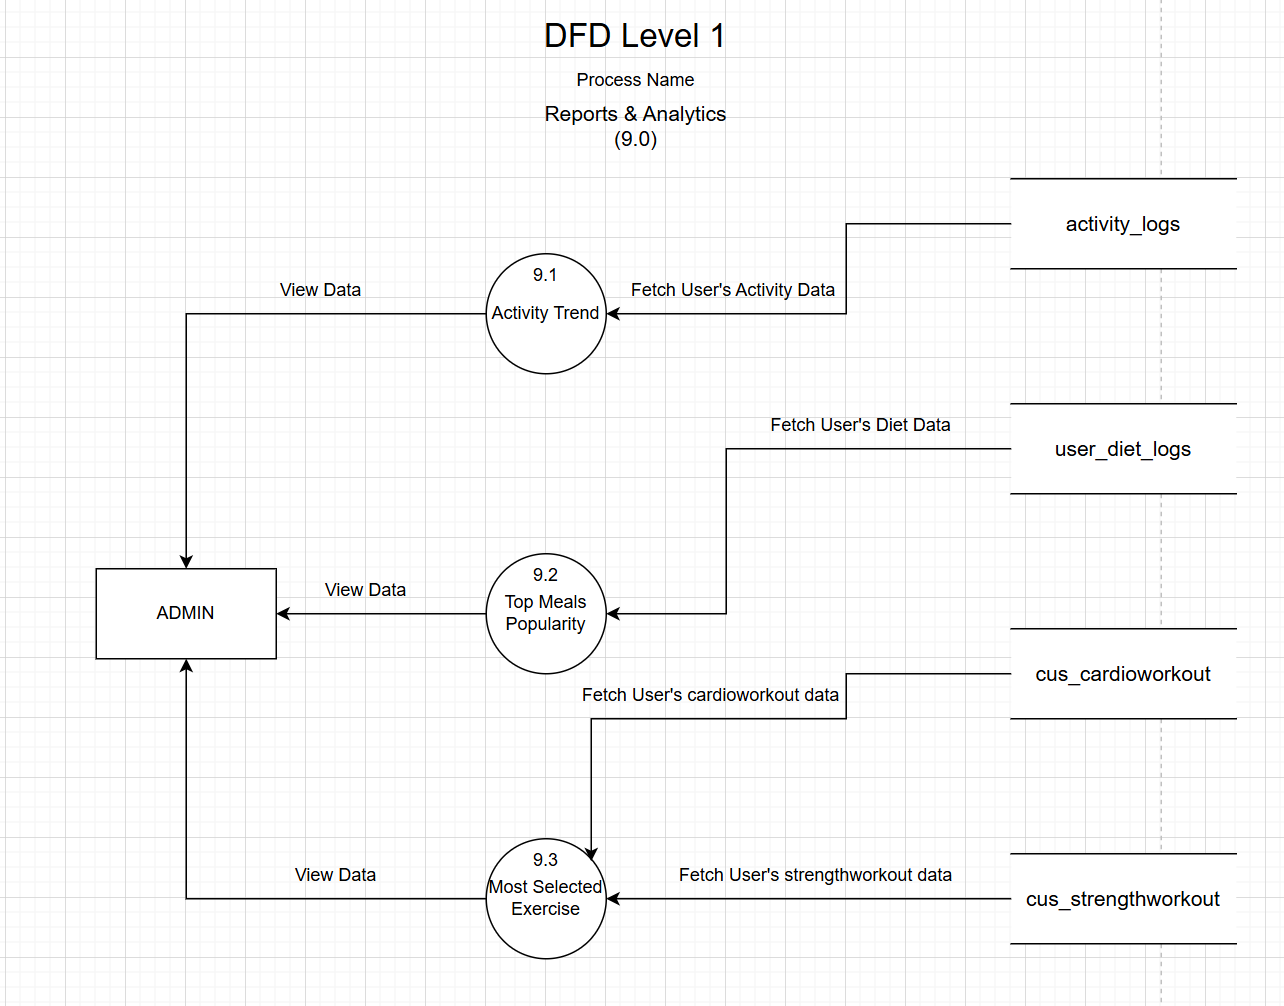 DFD Level 1
Process Name
Reports & Analytics
(9.0)
activity_logs
9.1
Activity Trend
View Data
Fetch User's Activity Data
Fetch User's Diet Data
user_diet_logs
9.2
Top Meals
Popularity
View Data
ADMIN
cus_cardioworkout
Fetch User's cardioworkout data
9.3
Most Selected
Exercise
View Data
Fetch User's strengthworkout data
cus_strengthworkout